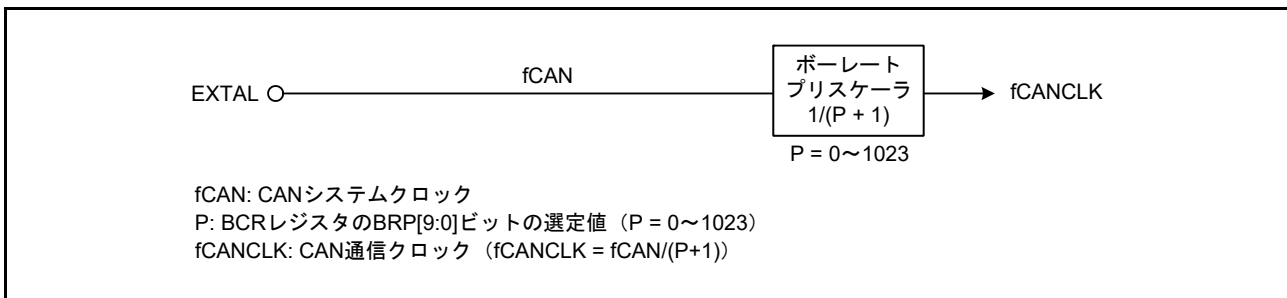 EXTAL
fCAN
ボーレート
プリスケーラ
1/(P + 1)
fCANCLK
P = 0～1023
fCAN: CANシステムクロック
P: BCRレジスタのBRP[9:0]ビットの選定値（P = 0～1023）
fCANCLK: CAN通信クロック（fCANCLK = fCAN/(P+1)）